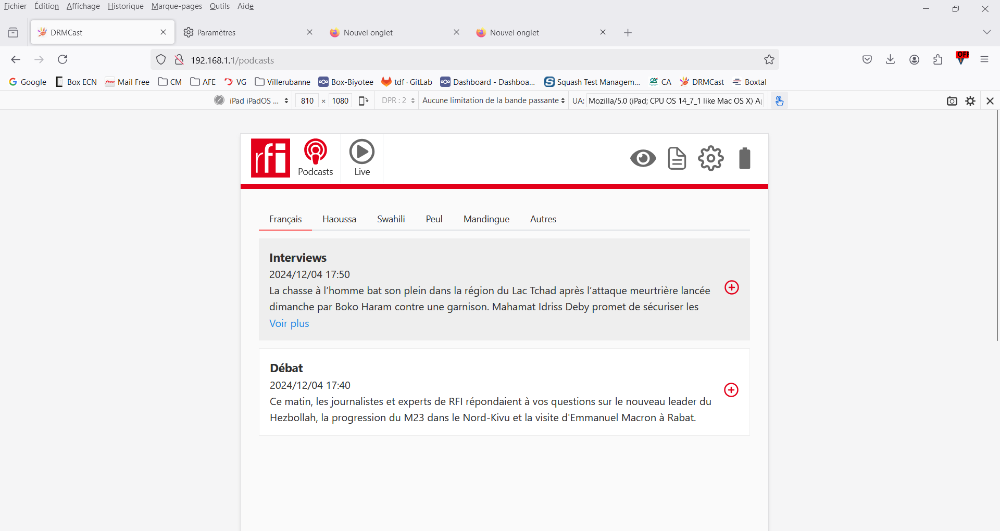 Fichier Édition Affichage Historique Marque-pages Outils Aide
DRMCast Paramètres Nouvel onglet Nouvel onglet
192.168.1.1/podcasts OFF
Google Box ECN free Mail Free CM AFE VG Villerubanne Box-Biyotee tdf · GitLab Dashboard - Dashboa... Squash Test Managem... CA DRMCast Boxtal
iPad iPadOS ... 810 × 1080 DPR : 2 Aucune limitation de la bande passante UA: Mozilla/5.0 (iPad; CPU OS 14_7_1 like Mac OS X) A
rfi
Podcasts Live
Français Haoussa Swahili Peul Mandingue Autres
Interviews
2024/12/04 17:50
La chasse à l’homme bat son plein dans la région du Lac Tchad après l’attaque meurtrière lancée
dimanche par Boko Haram contre une garnison. Mahamat Idriss Deby promet de sécuriser les
Voir plus
Débat
2024/12/04 17:40
Ce matin, les journalistes et experts de RFI répondaient à vos questions sur le nouveau leader du
Hezbollah, la progression du M23 dans le Nord-Kivu et la visite d'Emmanuel Macron à Rabat.